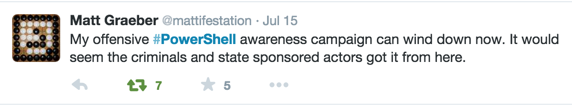 Matt Graeber @mattifestation · Jul 15
My offensive #PowerShell awareness campaign can wind down now. It would
seem the criminals and state sponsored actors got it from here.
7 5